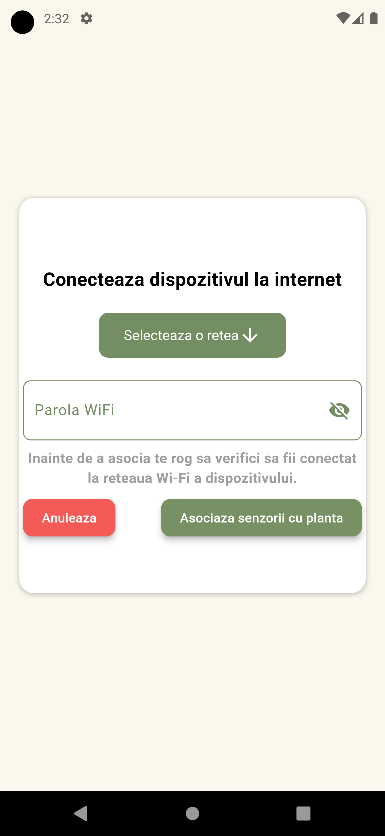 2:32
Conecteaza dispozitivul la internet
Selecteaza o retea
Parola WiFi
Inainte de a asocia te rog sa verifici sa fii conectat
la reteaua Wi-Fi a dispozitivului.
Anuleaza
Asociaza senzorii cu planta